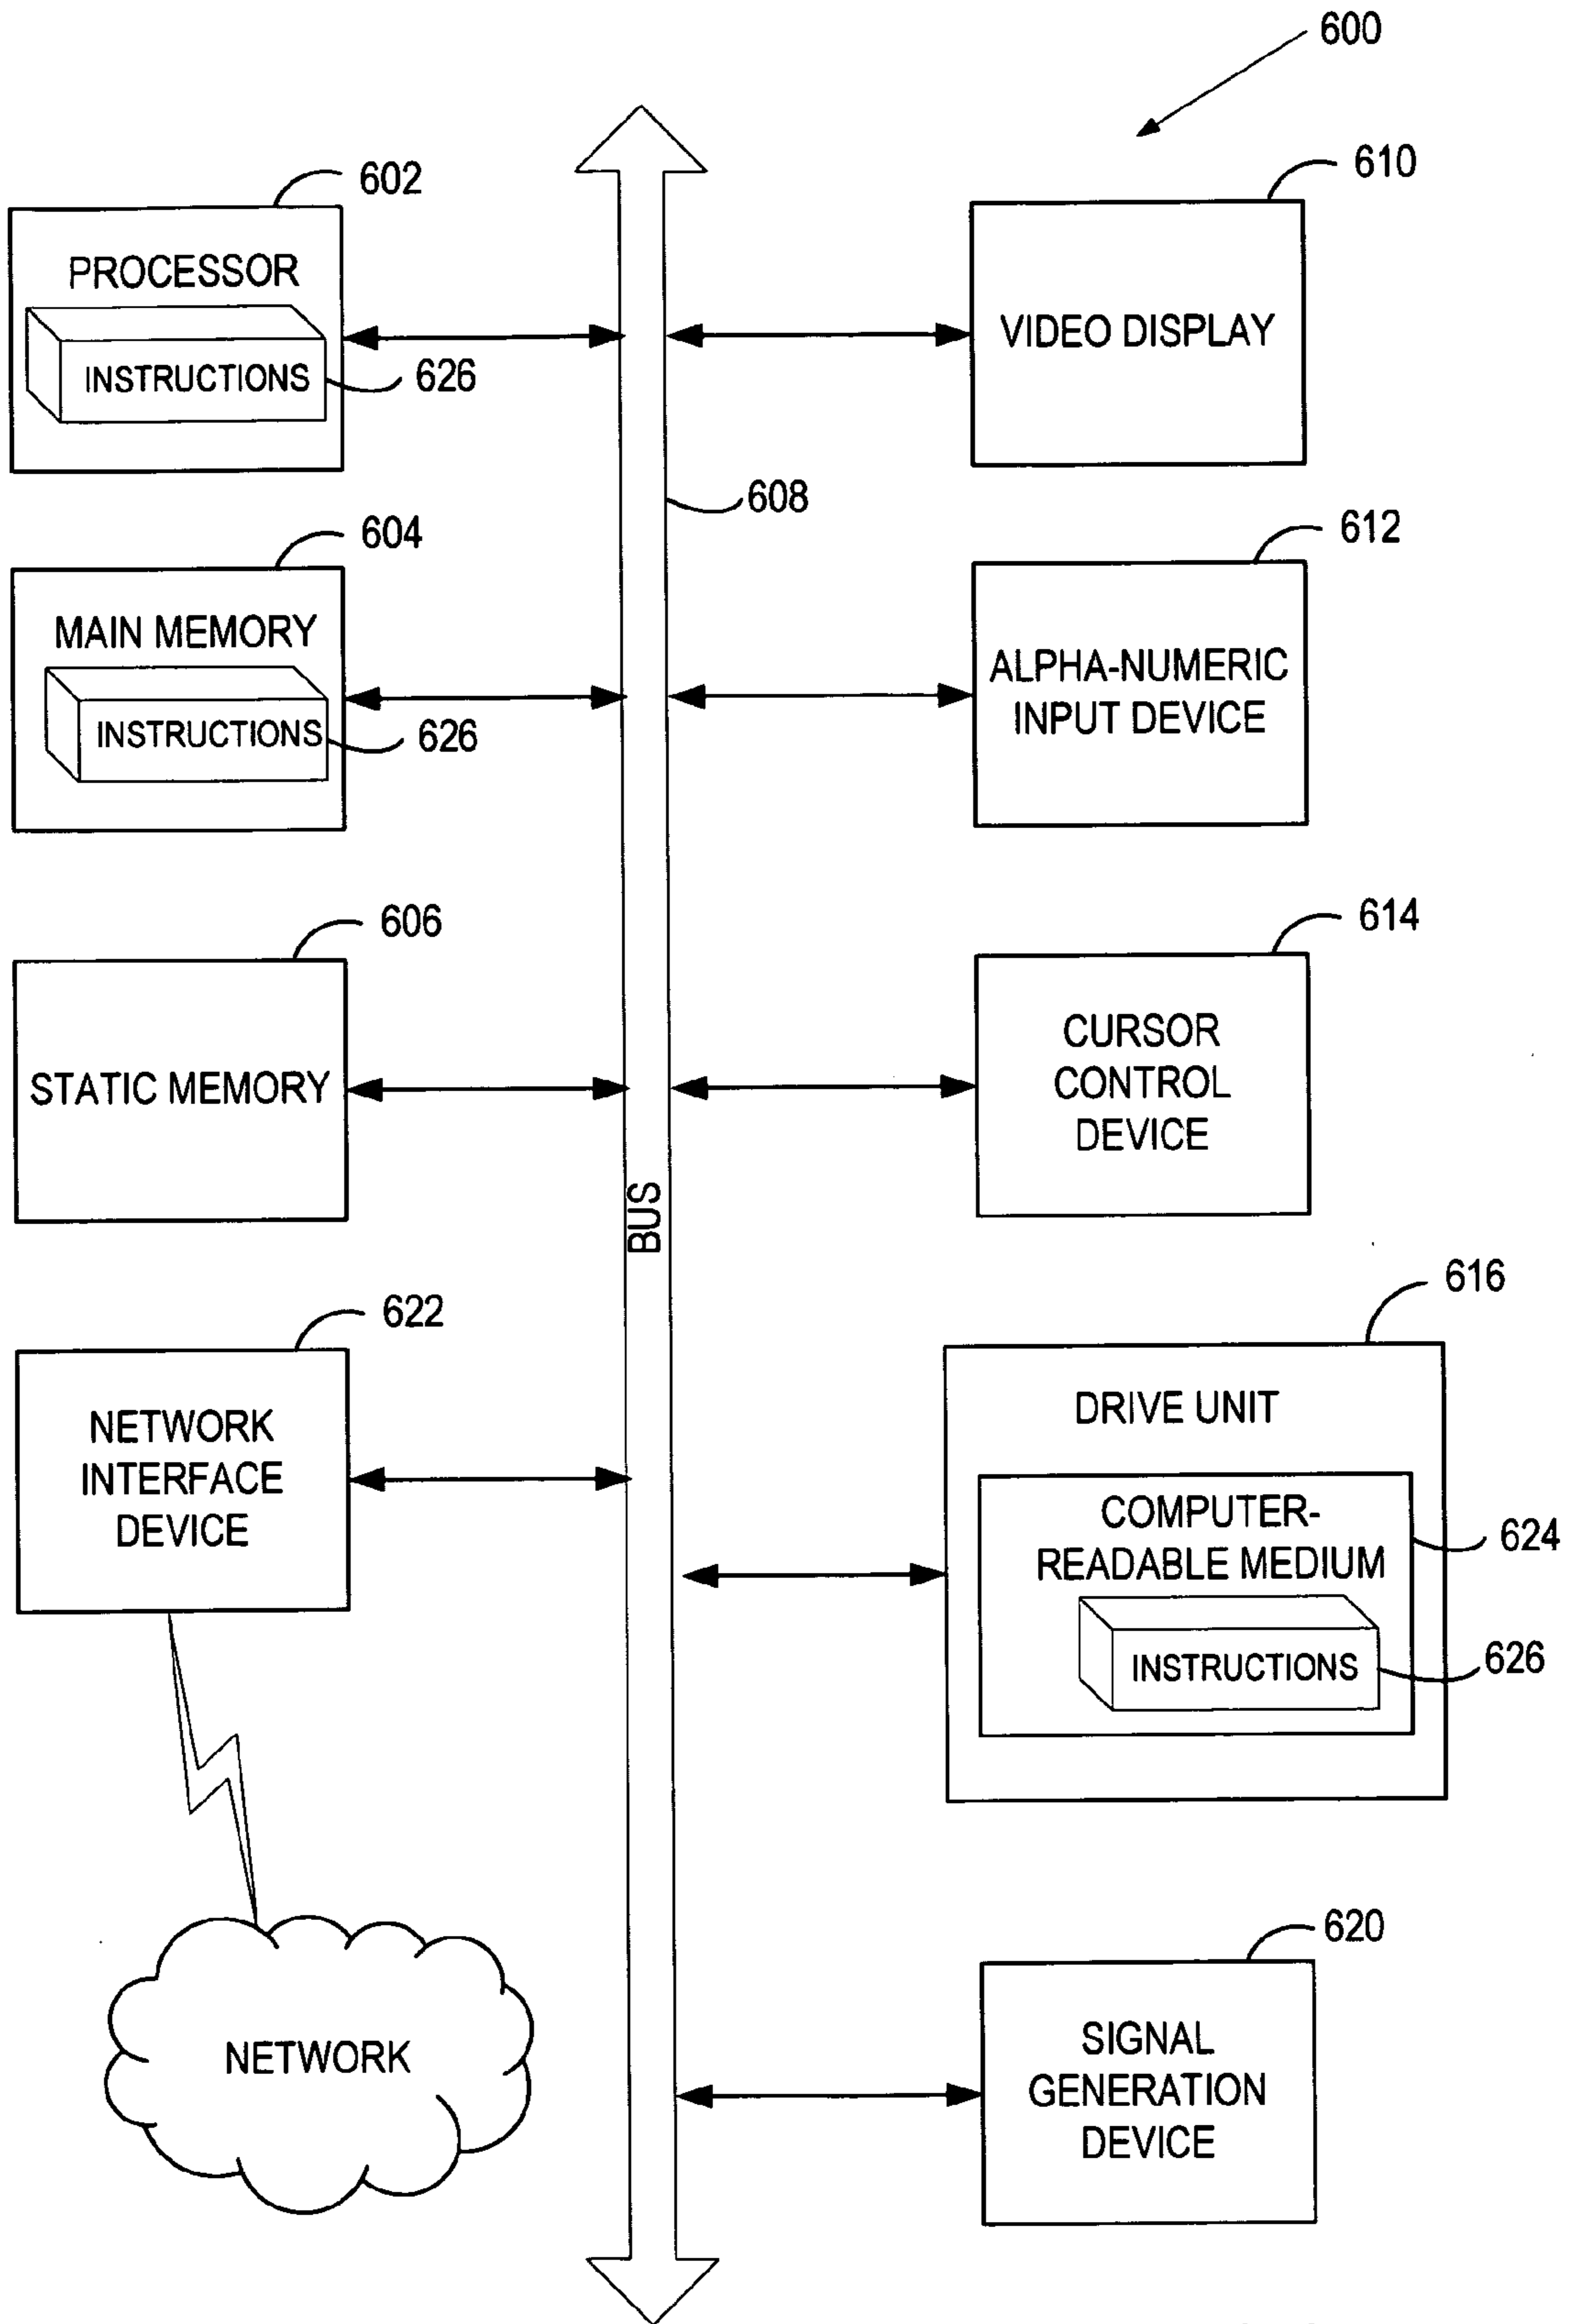 600
602
PROCESSOR
INSTRUCTIONS
626
610
VIDEO DISPLAY
608
604
MAIN MEMORY
INSTRUCTIONS
626
612
ALPHA-NUMERIC
INPUT DEVICE
606
STATIC MEMORY
614
CURSOR
CONTROL
DEVICE
BUS
622
NETWORK
INTERFACE
DEVICE
616
DRIVE UNIT
COMPUTER-
READABLE MEDIUM
624
INSTRUCTIONS
626
NETWORK
620
SIGNAL
GENERATION
DEVICE